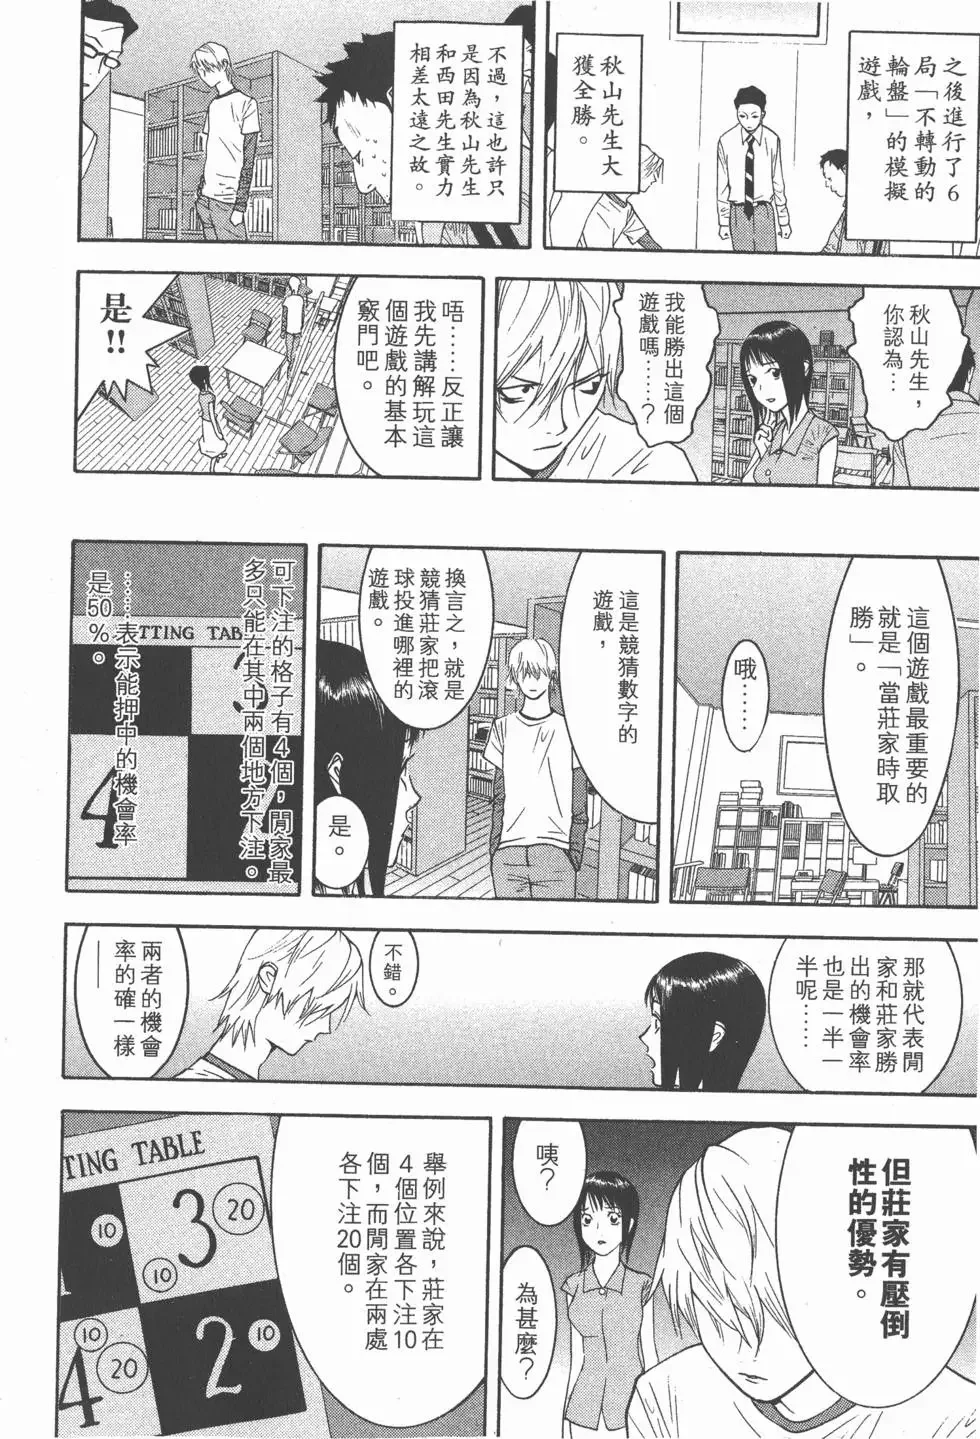 之後進行了6
局「不轉動的
輪盤」的模擬
遊戲，
秋山先生大
獲全勝。
不過，這也許只
是因為秋山先生
和西田先生實力
相差太遠之故。
秋山先生，
你認為…
我能勝出這個
遊戲嗎……？
唔……反正讓
我先講解玩這
個遊戲的基本
竅門吧。
是!!
這個遊戲最重要的
就是「當莊家時取
勝」。
哦……
這是競猜數字的
遊戲，
換言之，就是
競猜莊家把滾
球投進哪裡的
遊戲。
是。
可下注的格子有4個，閒家最
多只能在其中兩個地方下注。
……表示能押中的機會率
是50%。
TTING TAB
3
4
那就代表閒
家和莊家勝
出的機會率
也是一半一
半呢……
不錯。
兩者的機會
率的確一樣
——
但莊家有壓倒
性的優勢。
咦？
為甚麼？
舉例來說，莊家在
4個位置各下注10
個，而閒家在兩處
各下注20個。
TTING TABLE
10
3
20
10
10
20
4
2
10